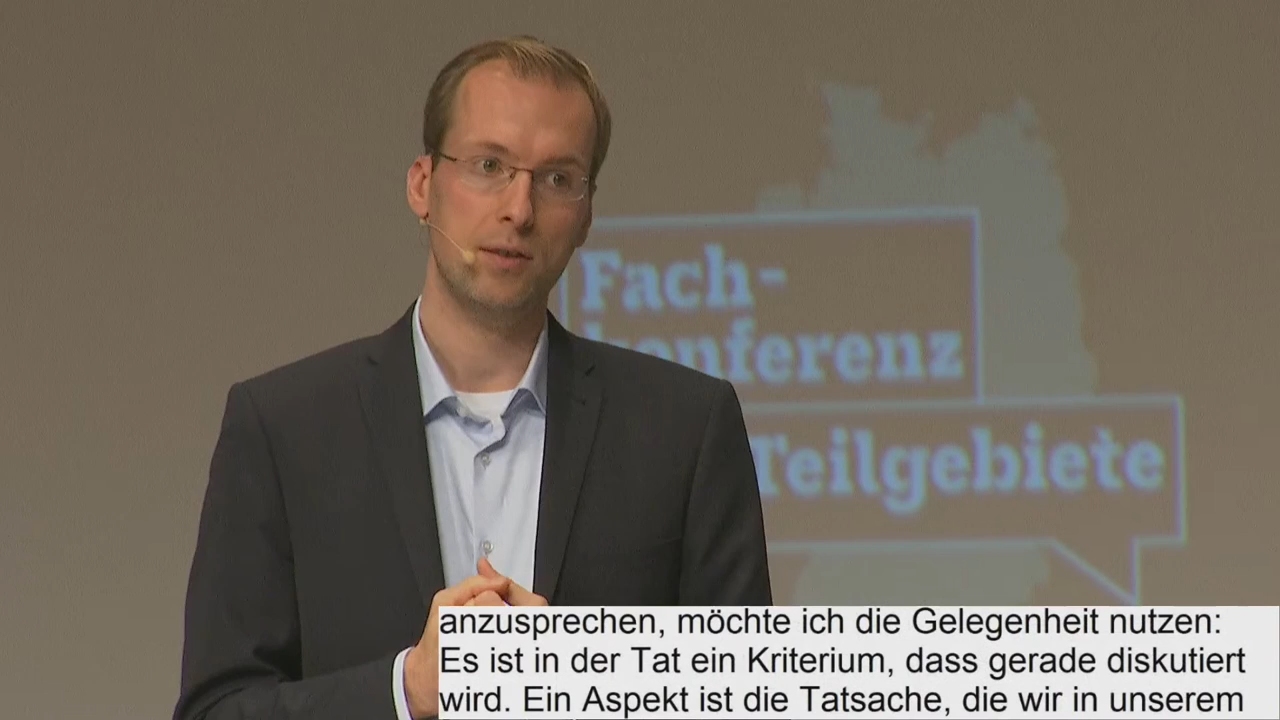 Fach-
konferenz
Teilgebiete
anzusprechen, möchte ich die Gelegenheit nutzen:
Es ist in der Tat ein Kriterium, dass gerade diskutiert
wird. Ein Aspekt ist die Tatsache, die wir in unserem